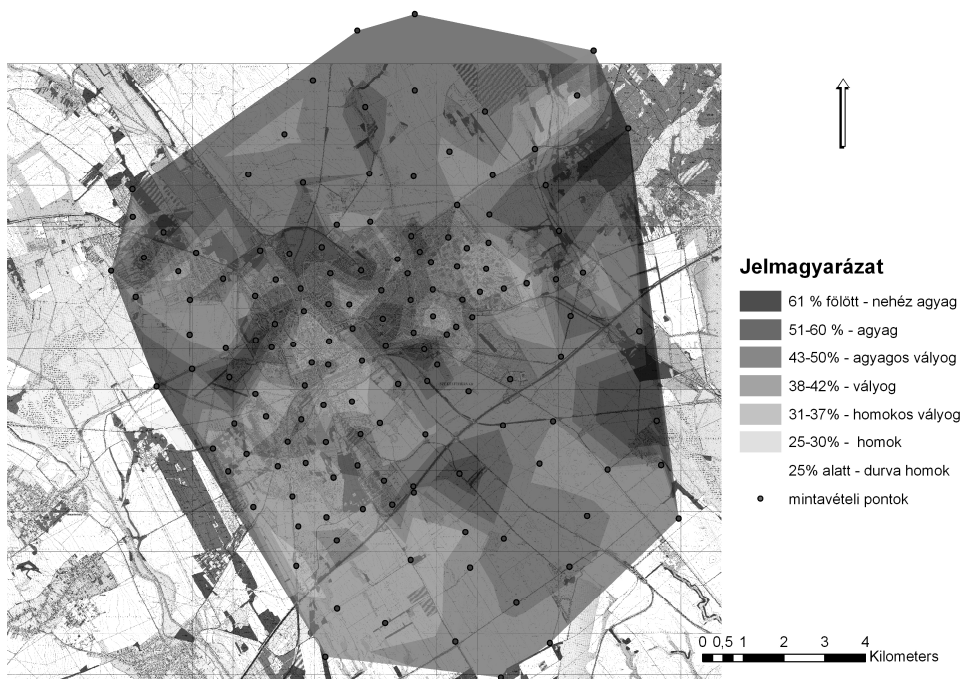 Jelmagyarázat
61 % fölött - nehéz agyag
51-60 % - agyag
43-50% - agyagos vályog
38-42% - vályog
31-37% - homokos vályog
25-30% - homok
25% alatt - durva homok
mintavételi pontok
0 0,5 1 2 3 4
Kilometers